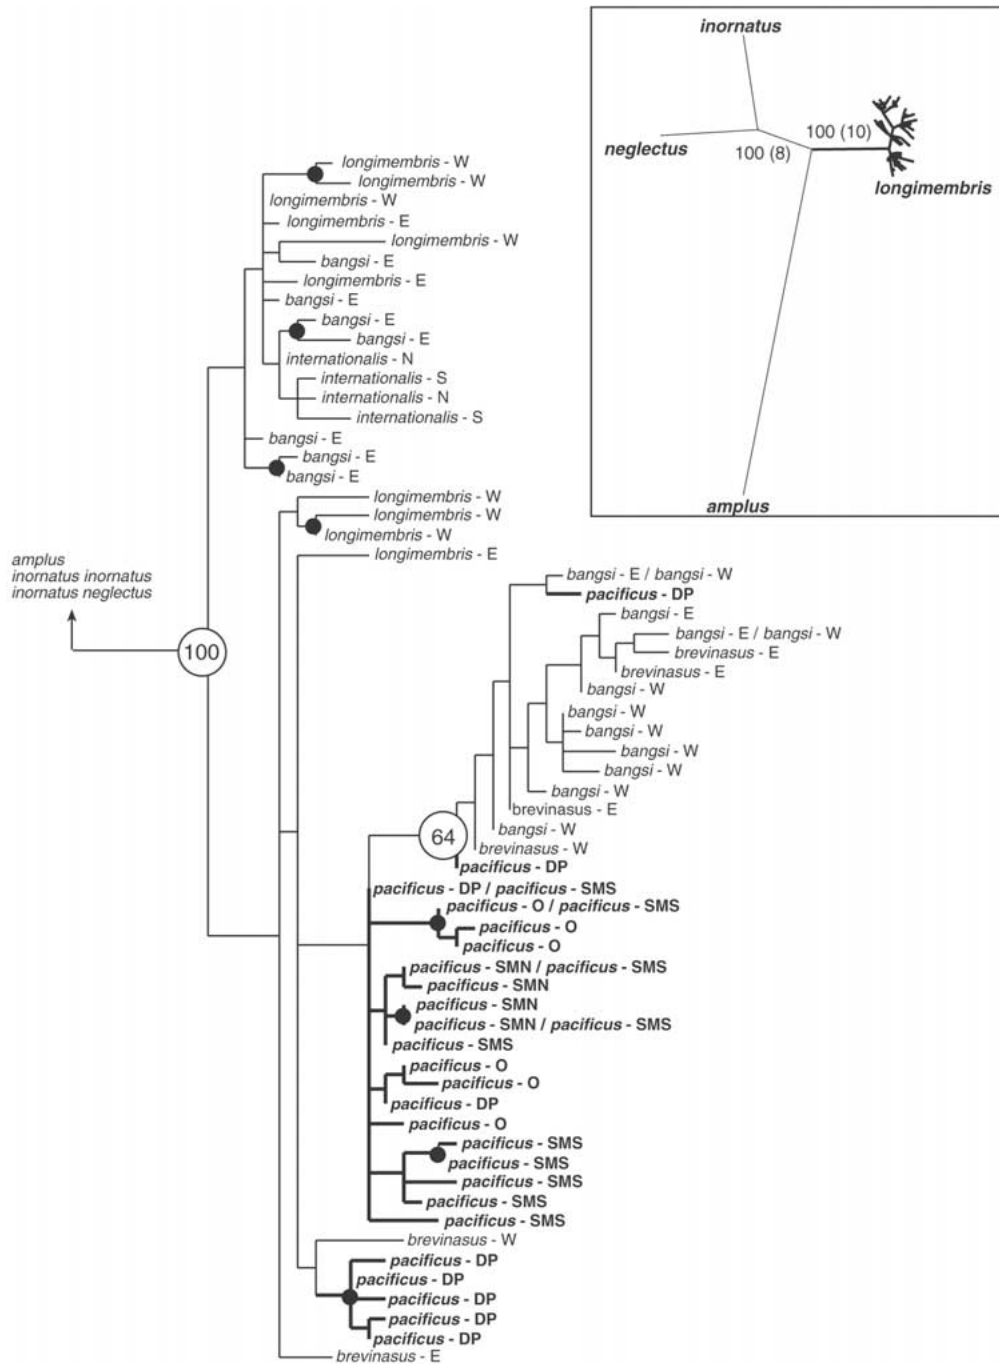 inornatus
100 (10)
neglectus
100 (8)
longimembris
amplus
longimembris - W
longimembris - W
longimembris - W
longimembris - E
longimembris - W
bangsi - E
longimembris - E
bangsi - E
bangsi - E
bangsi - E
internationalis - N
internationalis - S
internationalis - N
internationalis - S
bangsi - E
bangsi - E
bangsi - E
longimembris - W
longimembris - W
longimembris - W
longimembris - E
amplus
inornatus inornatus
inornatus neglectus
100
bangsi - E / bangsi - W
pacificus - DP
bangsi - E
bangsi - E / bangsi - W
brevinasus - E
brevinasus - E
bangsi - W
bangsi - W
bangsi - W
bangsi - W
bangsi - W
bangsi - W
brevinasus - E
bangsi - W
64
brevinasus - W
pacificus - DP
pacificus - DP / pacificus - SMS
pacificus - O / pacificus - SMS
pacificus - O
pacificus - O
pacificus - SMN / pacificus - SMS
pacificus - SMN
pacificus - SMN
pacificus - SMN / pacificus - SMS
pacificus - SMS
pacificus - O
pacificus - O
pacificus - DP
pacificus - O
pacificus - SMS
pacificus - SMS
pacificus - SMS
pacificus - SMS
pacificus - SMS
brevinasus - W
pacificus - DP
pacificus - DP
pacificus - DP
pacificus - DP
pacificus - DP
brevinasus - E